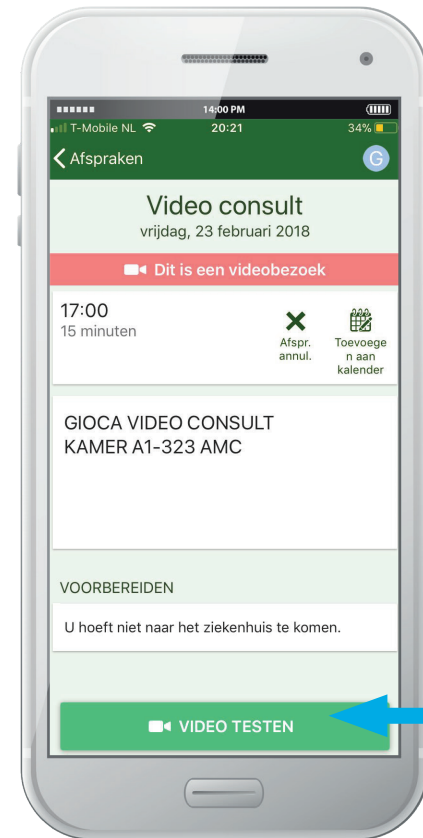 14:00 PM
T-Mobile NL 20:21 34%
Afspraken G
Video consult
vrijdag, 23 februari 2018
Dit is een videobezoek
17:00
15 minuten
Afspr.
annul.
Toevoege
n aan
kalender
GIOCA VIDEO CONSULT
KAMER A1-323 AMC
VOORBEREIDEN
U hoeft niet naar het ziekenhuis te komen.
VIDEO TESTEN